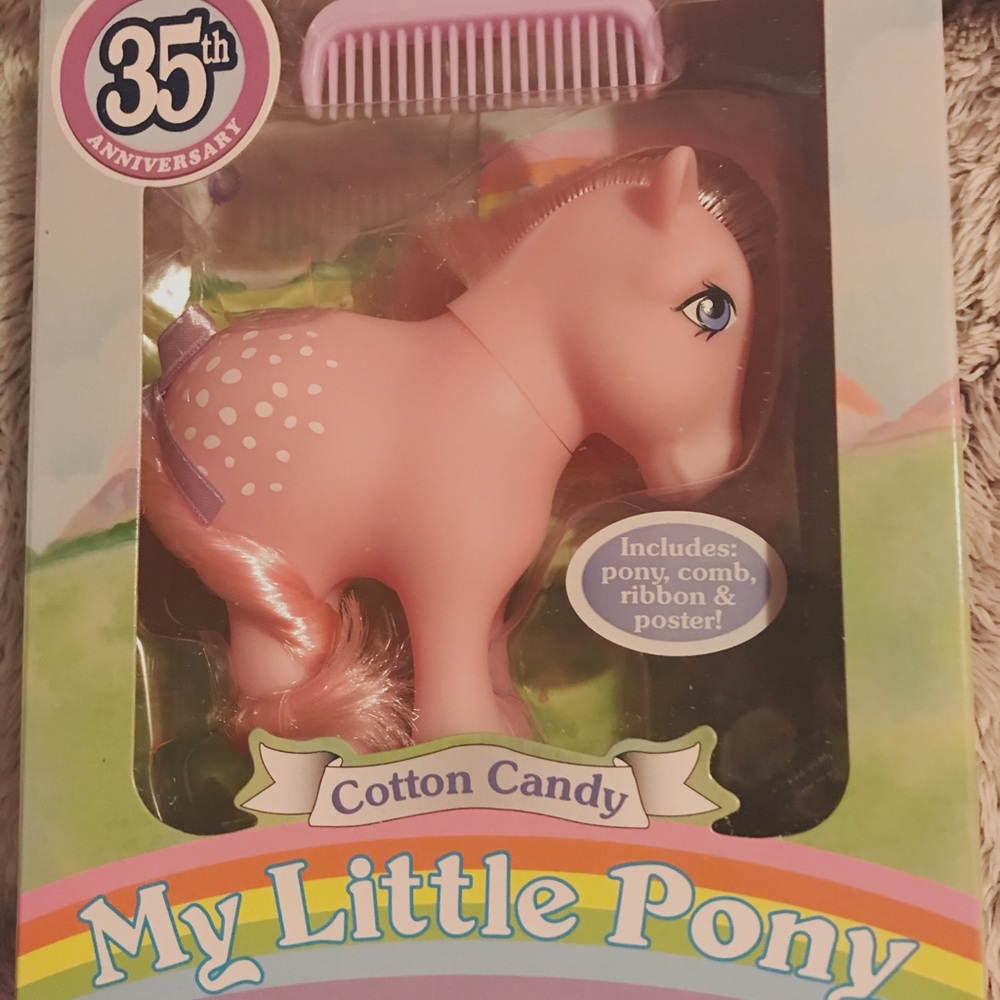 35th
ANNIVERSARY
Includes:
pony, comb,
ribbon &
poster!
Cotton Candy
My Little Pony